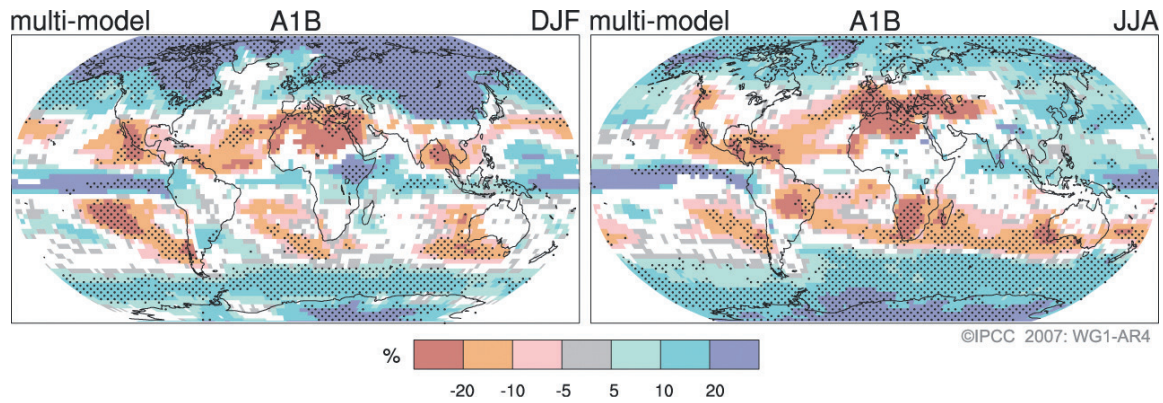 multi-model A1B DJF
multi-model A1B JJA
©IPCC 2007: WG1-AR4
%
-20 -10 -5 5 10 20